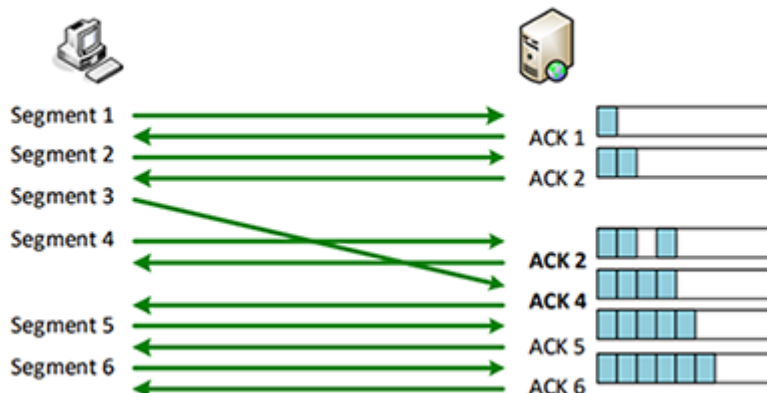 Segment 1
ACK 1
Segment 2
ACK 2
Segment 3
Segment 4
ACK 2
ACK 4
Segment 5
ACK 5
Segment 6
ACK 6